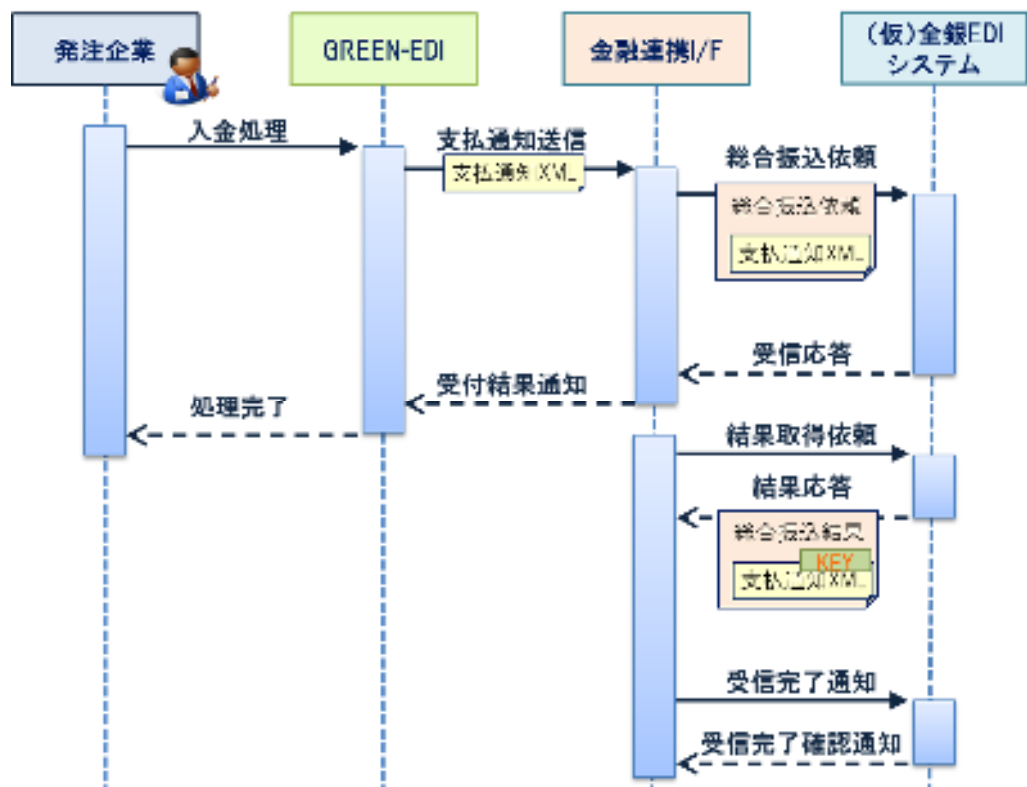 発注企業
GREEN-EDI
金融連携I/F
(仮)全銀EDI
システム
入金処理
支払通知送信
支払通知XML
総合振込依頼
総合振込依頼
支払通知XML
受信応答
受付結果通知
処理完了
結果取得依頼
結果応答
総合振込結果
KEY
支払通知XML
受信完了通知
受信完了確認通知